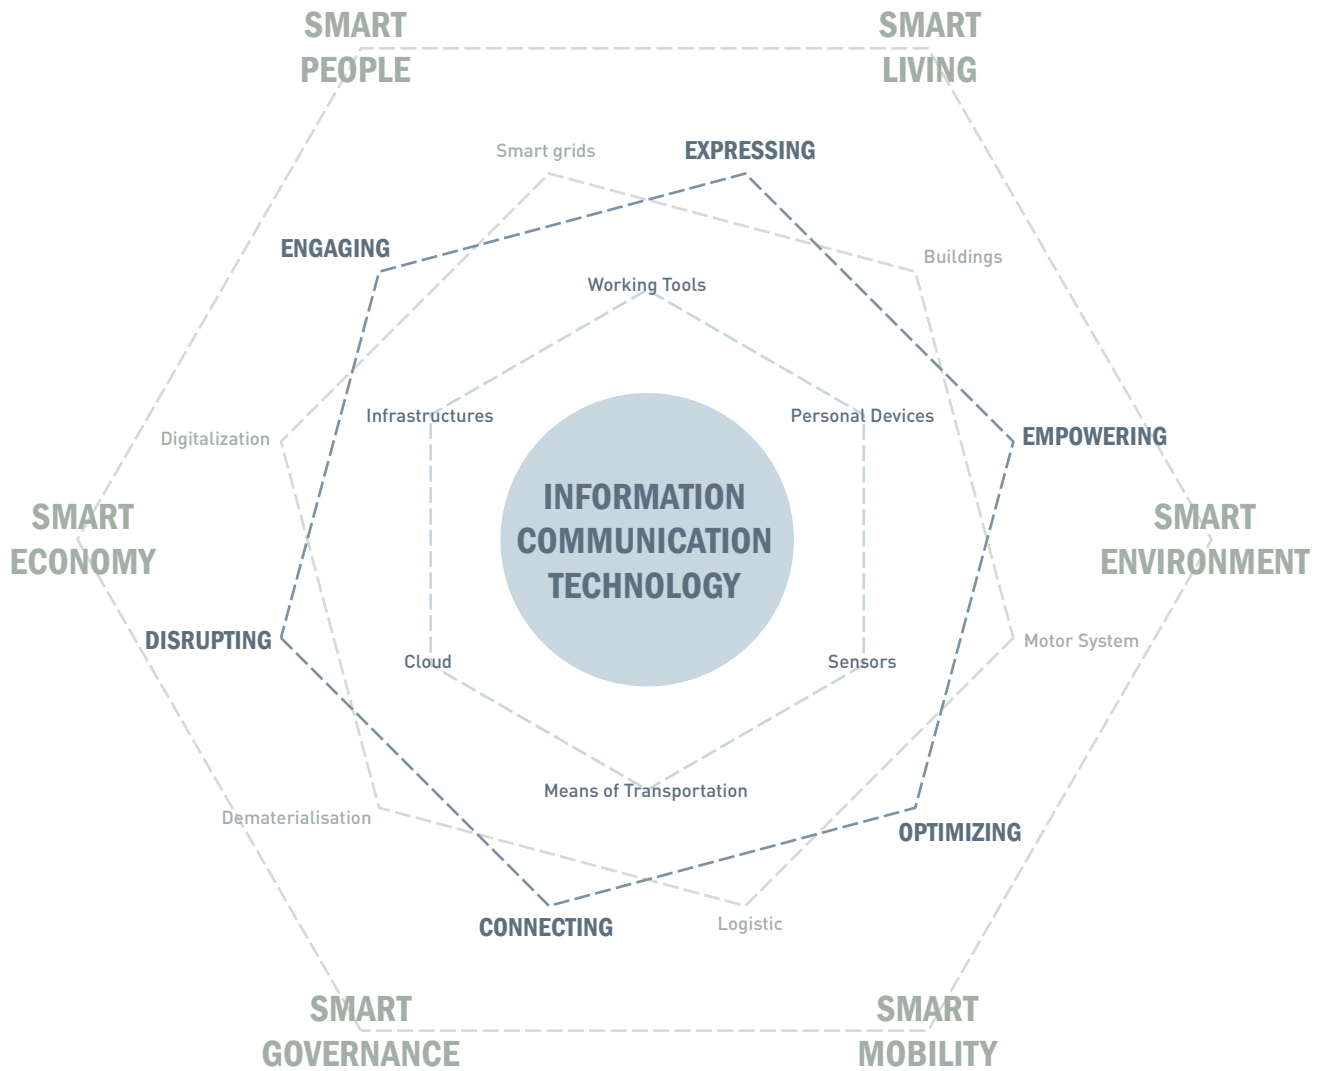 SMART
PEOPLE
SMART
LIVING
Smart grids
EXPRESSING
ENGAGING
Buildings
Working Tools
Infrastructures
Personal Devices
Digitalization
EMPOWERING
INFORMATION
COMMUNICATION
TECHNOLOGY
SMART
ECONOMY
SMART
ENVIRONMENT
DISRUPTING
Motor System
Cloud
Sensors
Means of Transportation
Dematerialisation
OPTIMIZING
CONNECTING
Logistic
SMART
GOVERNANCE
SMART
MOBILITY